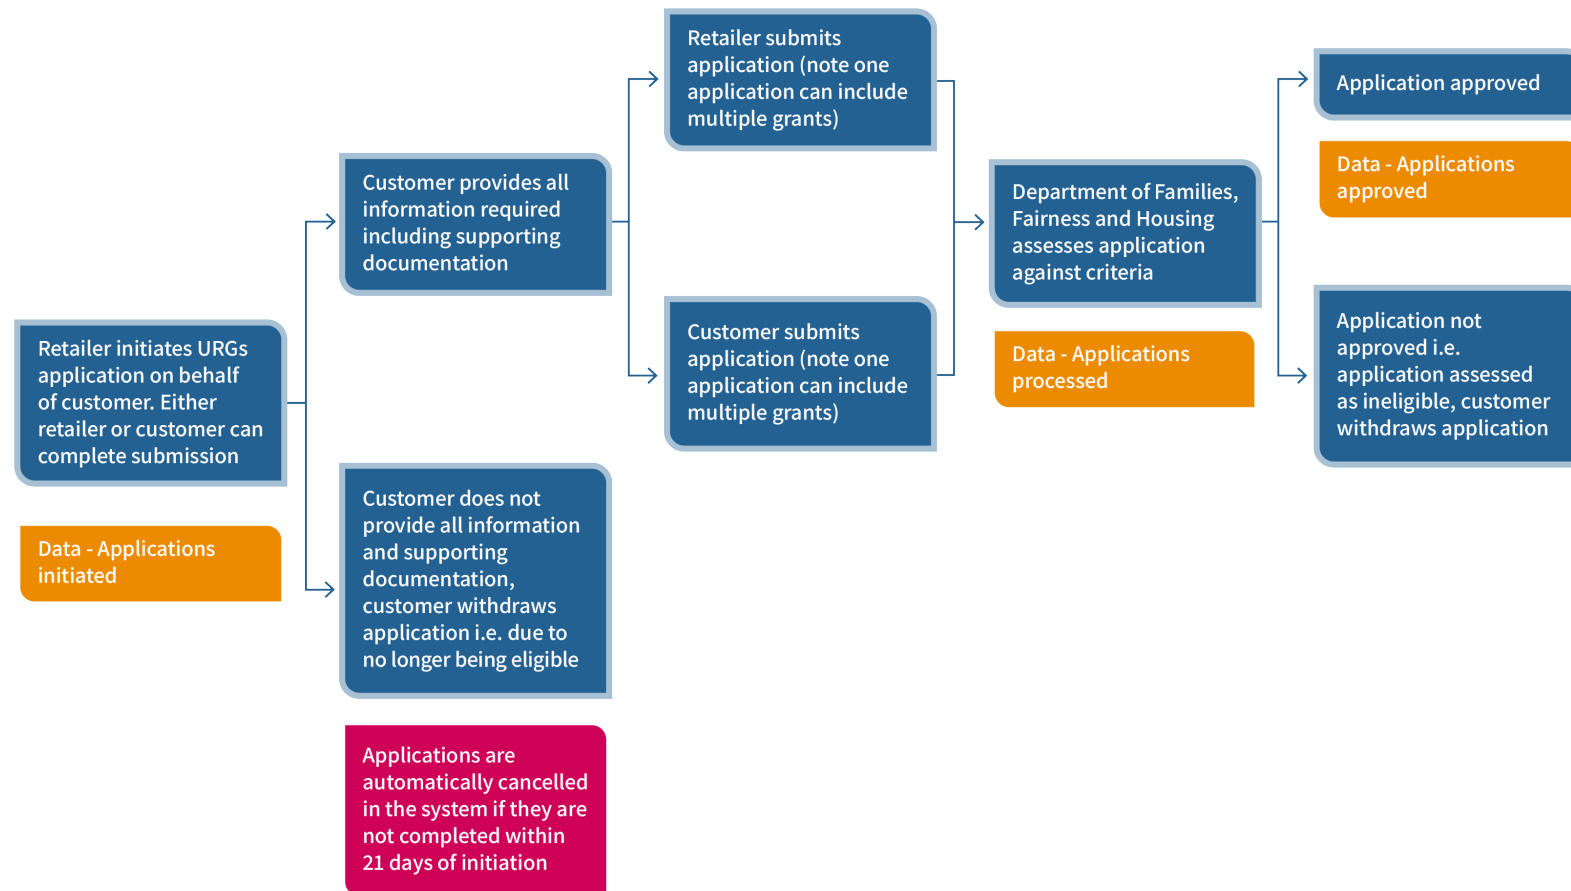 Retailer initiates URGs
application on behalf
of customer. Either
retailer or customer can
complete submission
Data - Applications
initiated
Customer provides all
information required
including supporting
documentation
Customer does not
provide all information
and supporting
documentation,
customer withdraws
application i.e. due to
no longer being eligible
Applications are
automatically cancelled
in the system if they are
not completed within
21 days of initiation
Retailer submits
application (note one
application can include
multiple grants)
Customer submits
application (note one
application can include
multiple grants)
Department of Families,
Fairness and Housing
assesses application
against criteria
Data - Applications
processed
Application approved
Data - Applications
approved
Application not
approved i.e.
application assessed
as ineligible, customer
withdraws application